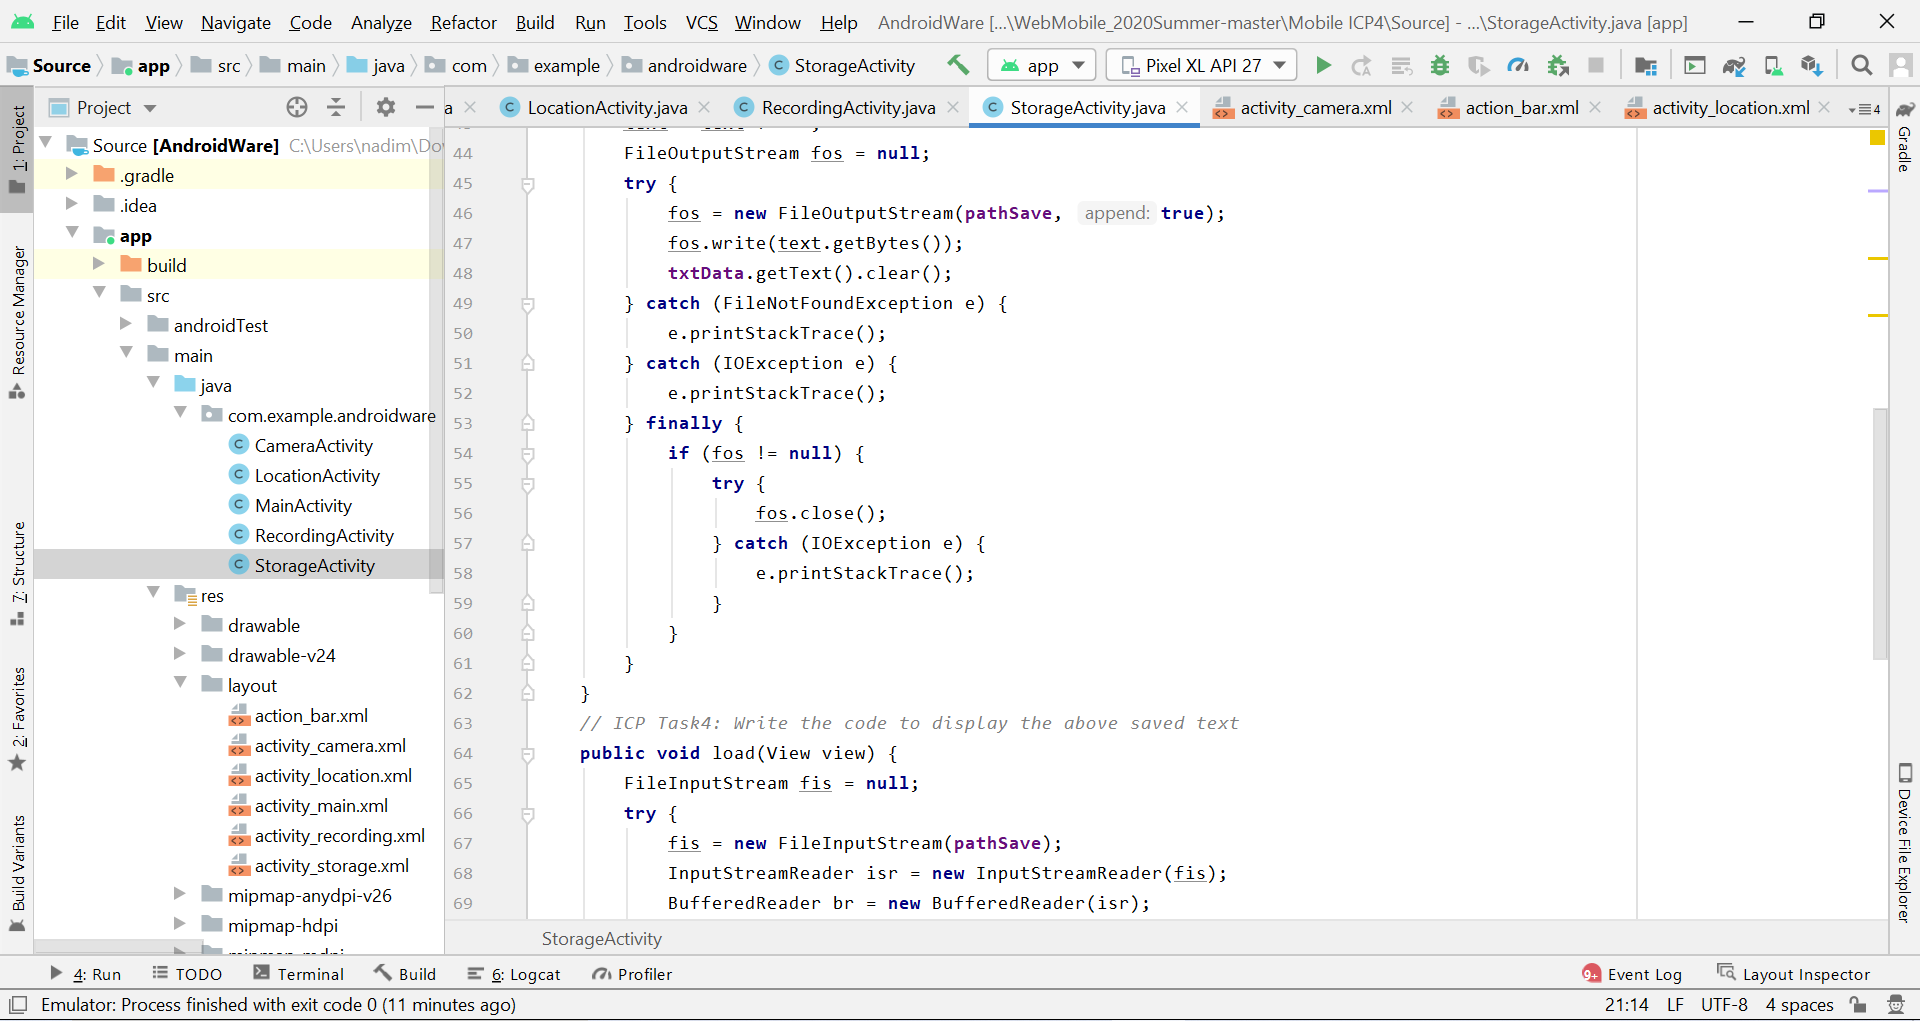 File Edit View Navigate Code Analyze Refactor Build Run Tools VCS Window Help AndroidWare [...\WebMobile_2020Summer-master\Mobile ICP4\Source] - ...\StorageActivity.java [app]
Source app src main java com example androidware StorageActivity app Pixel XL API 27
Project a LocationActivity.java RecordingActivity.java StorageActivity.java activity_camera.xml action_bar.xml activity_location.xml 4
1: Project
Resource Manager
7: Structure
2: Favorites
Build Variants
Source [AndroidWare] C:\Users\nadim\Do
.gradle
.idea
app
build
src
androidTest
main
java
com.example.androidware
CameraActivity
LocationActivity
MainActivity
RecordingActivity
StorageActivity
res
drawable
drawable-v24
layout
action_bar.xml
activity_camera.xml
activity_location.xml
activity_main.xml
activity_recording.xml
activity_storage.xml
mipmap-anydpi-v26
mipmap-hdpi
44 FileOutputStream fos = null;
45 try {
46 fos = new FileOutputStream(pathSave, append: true);
47 fos.write(text.getBytes());
48 txtData.getText().clear();
49 } catch (FileNotFoundException e) {
50 e.printStackTrace();
51 } catch (IOException e) {
52 e.printStackTrace();
53 } finally {
54 if (fos != null) {
55 try {
56 fos.close();
57 } catch (IOException e) {
58 e.printStackTrace();
59 }
60 }
61 }
62 }
63 // ICP Task4: Write the code to display the above saved text
64 public void load(View view) {
65 FileInputStream fis = null;
66 try {
67 fis = new FileInputStream(pathSave);
68 InputStreamReader isr = new InputStreamReader(fis);
69 BufferedReader br = new BufferedReader(isr);
StorageActivity
Gradle
Device File Explorer
4: Run TODO Terminal Build 6: Logcat Profiler 9+ Event Log Layout Inspector
Emulator: Process finished with exit code 0 (11 minutes ago) 21:14 LF UTF-8 4 spaces